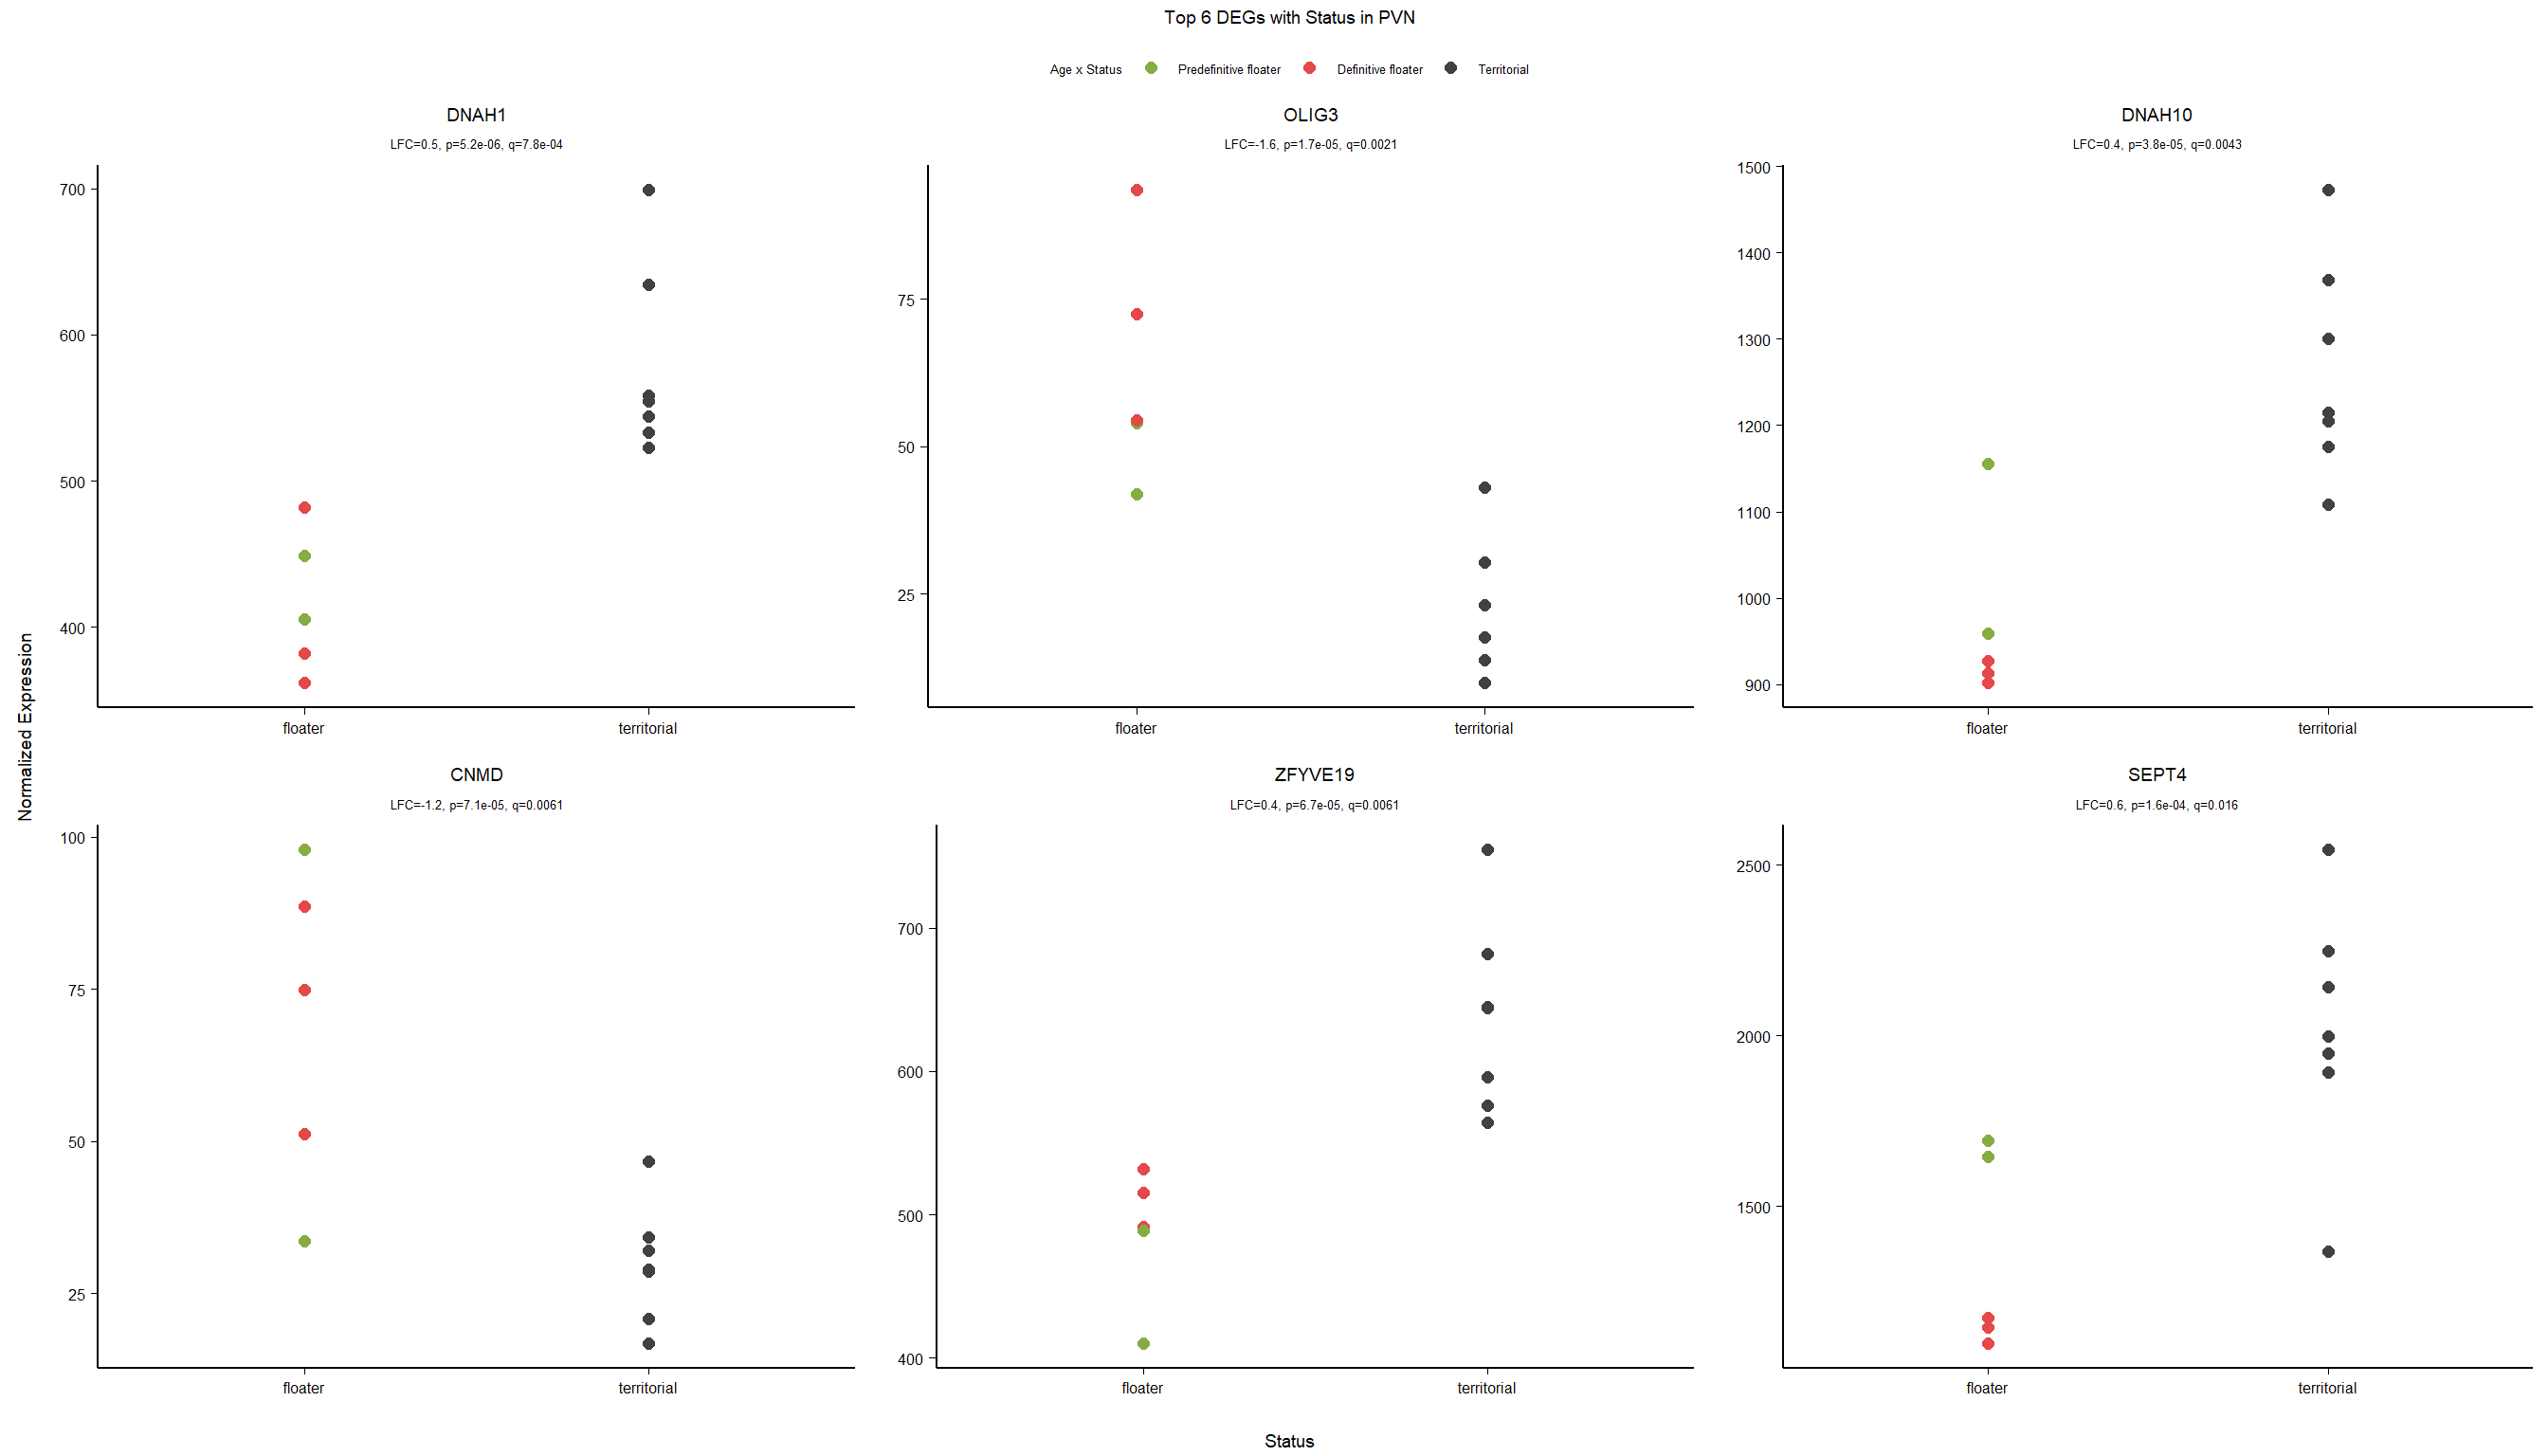 Top 6 DEGs with Status in PVN
Age x Status Predefinitive floater Definitive floater Territorial
DNAH1
LFC=0.5, p=5.2e-06, q=7.8e-04
700
600
500
400
floater territorial
OLIG3
LFC=-1.6, p=1.7e-05, q=0.0021
75
50
25
floater territorial
DNAH10
LFC=0.4, p=3.8e-05, q=0.0043
1500
1400
1300
1200
1100
1000
900
floater territorial
Normalized Expression
CNMD
LFC=-1.2, p=7.1e-05, q=0.0061
100
75
50
25
floater territorial
ZFYVE19
LFC=0.4, p=6.7e-05, q=0.0061
700
600
500
400
floater territorial
SEPT4
LFC=0.6, p=1.6e-04, q=0.016
2500
2000
1500
floater territorial
Status